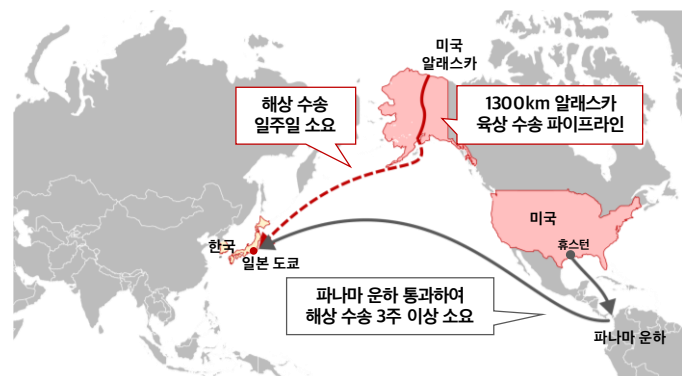 미국
알래스카
해상 수송
일주일 소요
1300km 알래스카
육상 수송 파이프라인
미국
휴스턴
한국
일본 도쿄
파나마 운하 통과하여
해상 수송 3주 이상 소요
파나마 운하